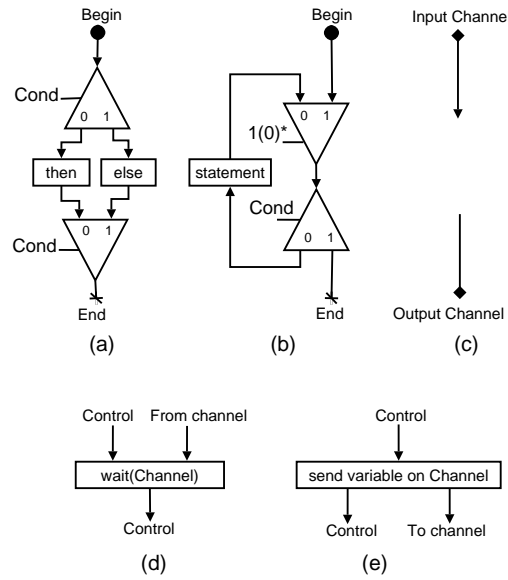 Begin
Cond
0 1
then else
0 1
Cond
End
(a)
Begin
0 1
1(0)*
statement
Cond
0 1
End
(b)
Input Channe
Output Channel
(c)
Control From channel
wait(Channel)
Control
(d)
Control
send variable on Channel
Control To channel
(e)